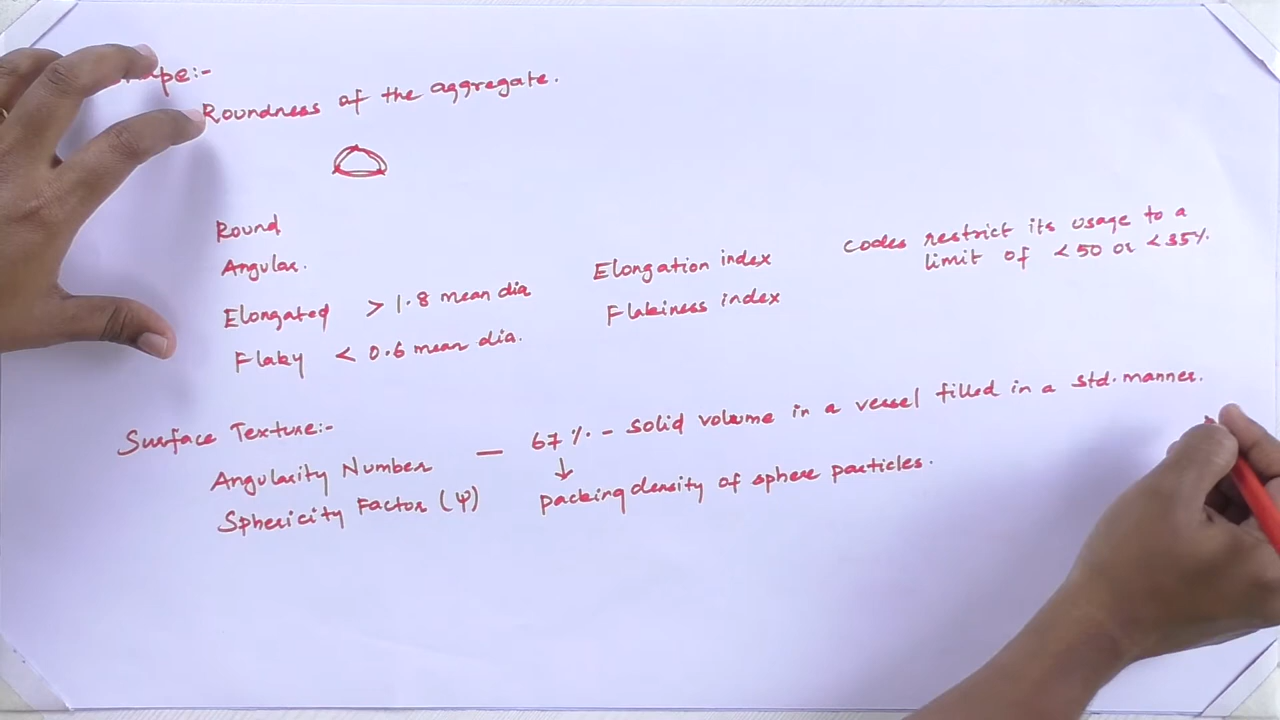 Roundness of the aggregate.
Round
Angular.
Elongated > 1.8 mean dia
Flaky < 0.6 mean dia.
Elongation index
Flakiness index
codes restrict its usage to a
limit of < 50 or < 35%.
Surface Texture:-
Angularity Number — 67 % - solid volume in a vessel filled in a std. manner.
↓
Sphericity Factor (ψ)
packing density of sphere particles.